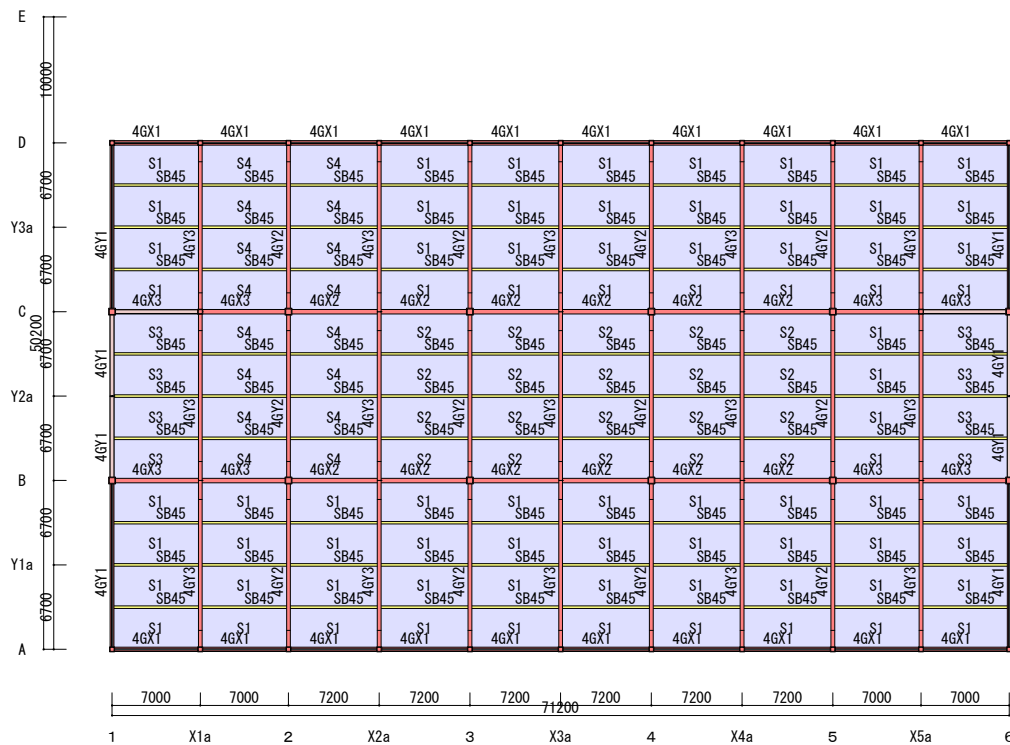 E
10000
4GX1 4GX1 4GX1 4GX1 4GX1 4GX1 4GX1 4GX1 4GX1 4GX1
D
S1 S4 S4 S1 S1 S1 S1 S1 S1 S1
SB45 SB45 SB45 SB45 SB45 SB45 SB45 SB45 SB45 SB45
6700
S1 S4 S4 S1 S1 S1 S1 S1 S1 S1
SB45 SB45 SB45 SB45 SB45 SB45 SB45 SB45 SB45 SB45
Y3a
4GY1 4GY3 4GY2 4GY3 4GY2 4GY3 4GY2 4GY3 4GY2 4GY3 4GY1
S1 S4 S4 S1 S1 S1 S1 S1 S1 S1
SB45 SB45 SB45 SB45 SB45 SB45 SB45 SB45 SB45 SB45
6700
S1 S4 S4 S1 S1 S1 S1 S1 S1 S1
4GX3 4GX3 4GX2 4GX2 4GX2 4GX2 4GX2 4GX2 4GX3 4GX3
C
50200
S3 S4 S4 S2 S2 S2 S2 S2 S1 S3
SB45 SB45 SB45 SB45 SB45 SB45 SB45 SB45 SB45 SB45
6700
4GY1 4GY1
S3 S4 S4 S2 S2 S2 S2 S2 S1 S3
SB45 SB45 SB45 SB45 SB45 SB45 SB45 SB45 SB45 SB45
Y2a
4GY3 4GY2 4GY3 4GY2 4GY3 4GY2 4GY3 4GY2 4GY3
S3 S4 S4 S2 S2 S2 S2 S2 S1 S3
SB45 SB45 SB45 SB45 SB45 SB45 SB45 SB45 SB45 SB45
6700
4GY1 4GY1
S3 S4 S4 S2 S2 S2 S2 S2 S1 S3
4GX3 4GX3 4GX2 4GX2 4GX2 4GX2 4GX2 4GX2 4GX3 4GX3
B
S1 S1 S1 S1 S1 S1 S1 S1 S1 S1
SB45 SB45 SB45 SB45 SB45 SB45 SB45 SB45 SB45 SB45
6700
S1 S1 S1 S1 S1 S1 S1 S1 S1 S1
SB45 SB45 SB45 SB45 SB45 SB45 SB45 SB45 SB45 SB45
Y1a
4GY1 4GY3 4GY2 4GY3 4GY2 4GY3 4GY2 4GY3 4GY2 4GY3 4GY1
S1 S1 S1 S1 S1 S1 S1 S1 S1 S1
SB45 SB45 SB45 SB45 SB45 SB45 SB45 SB45 SB45 SB45
6700
S1 S1 S1 S1 S1 S1 S1 S1 S1 S1
4GX1 4GX1 4GX1 4GX1 4GX1 4GX1 4GX1 4GX1 4GX1 4GX1
A
7000 7000 7200 7200 7200 7200 7200 7200 7000 7000
71200
1 X1a 2 X2a 3 X3a 4 X4a 5 X5a 6